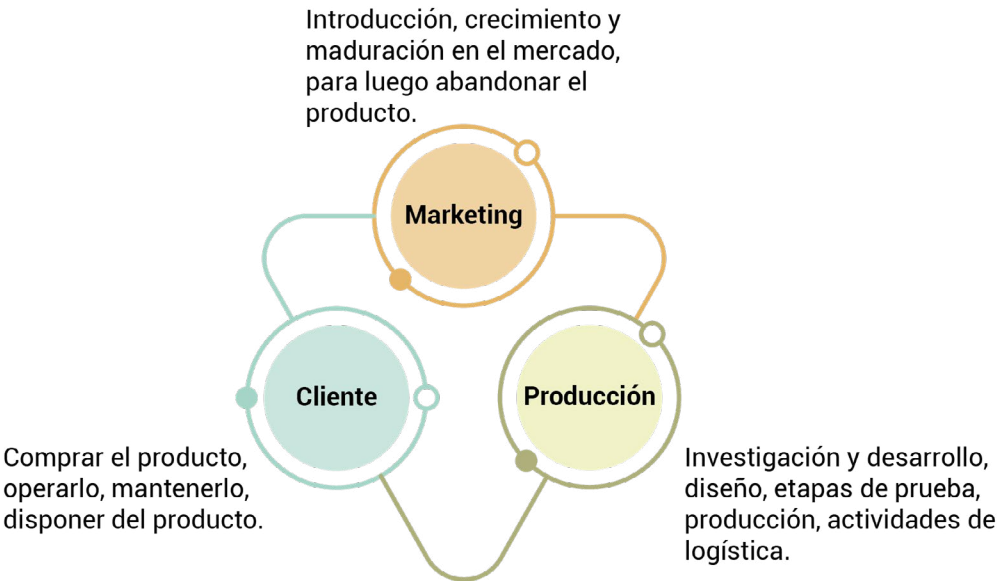 Introducción, crecimiento y
maduración en el mercado,
para luego abandonar el
producto.
Marketing
Cliente
Producción
Comprar el producto,
operarlo, mantenerlo,
disponer del producto.
Investigación y desarrollo,
diseño, etapas de prueba,
producción, actividades de
logística.